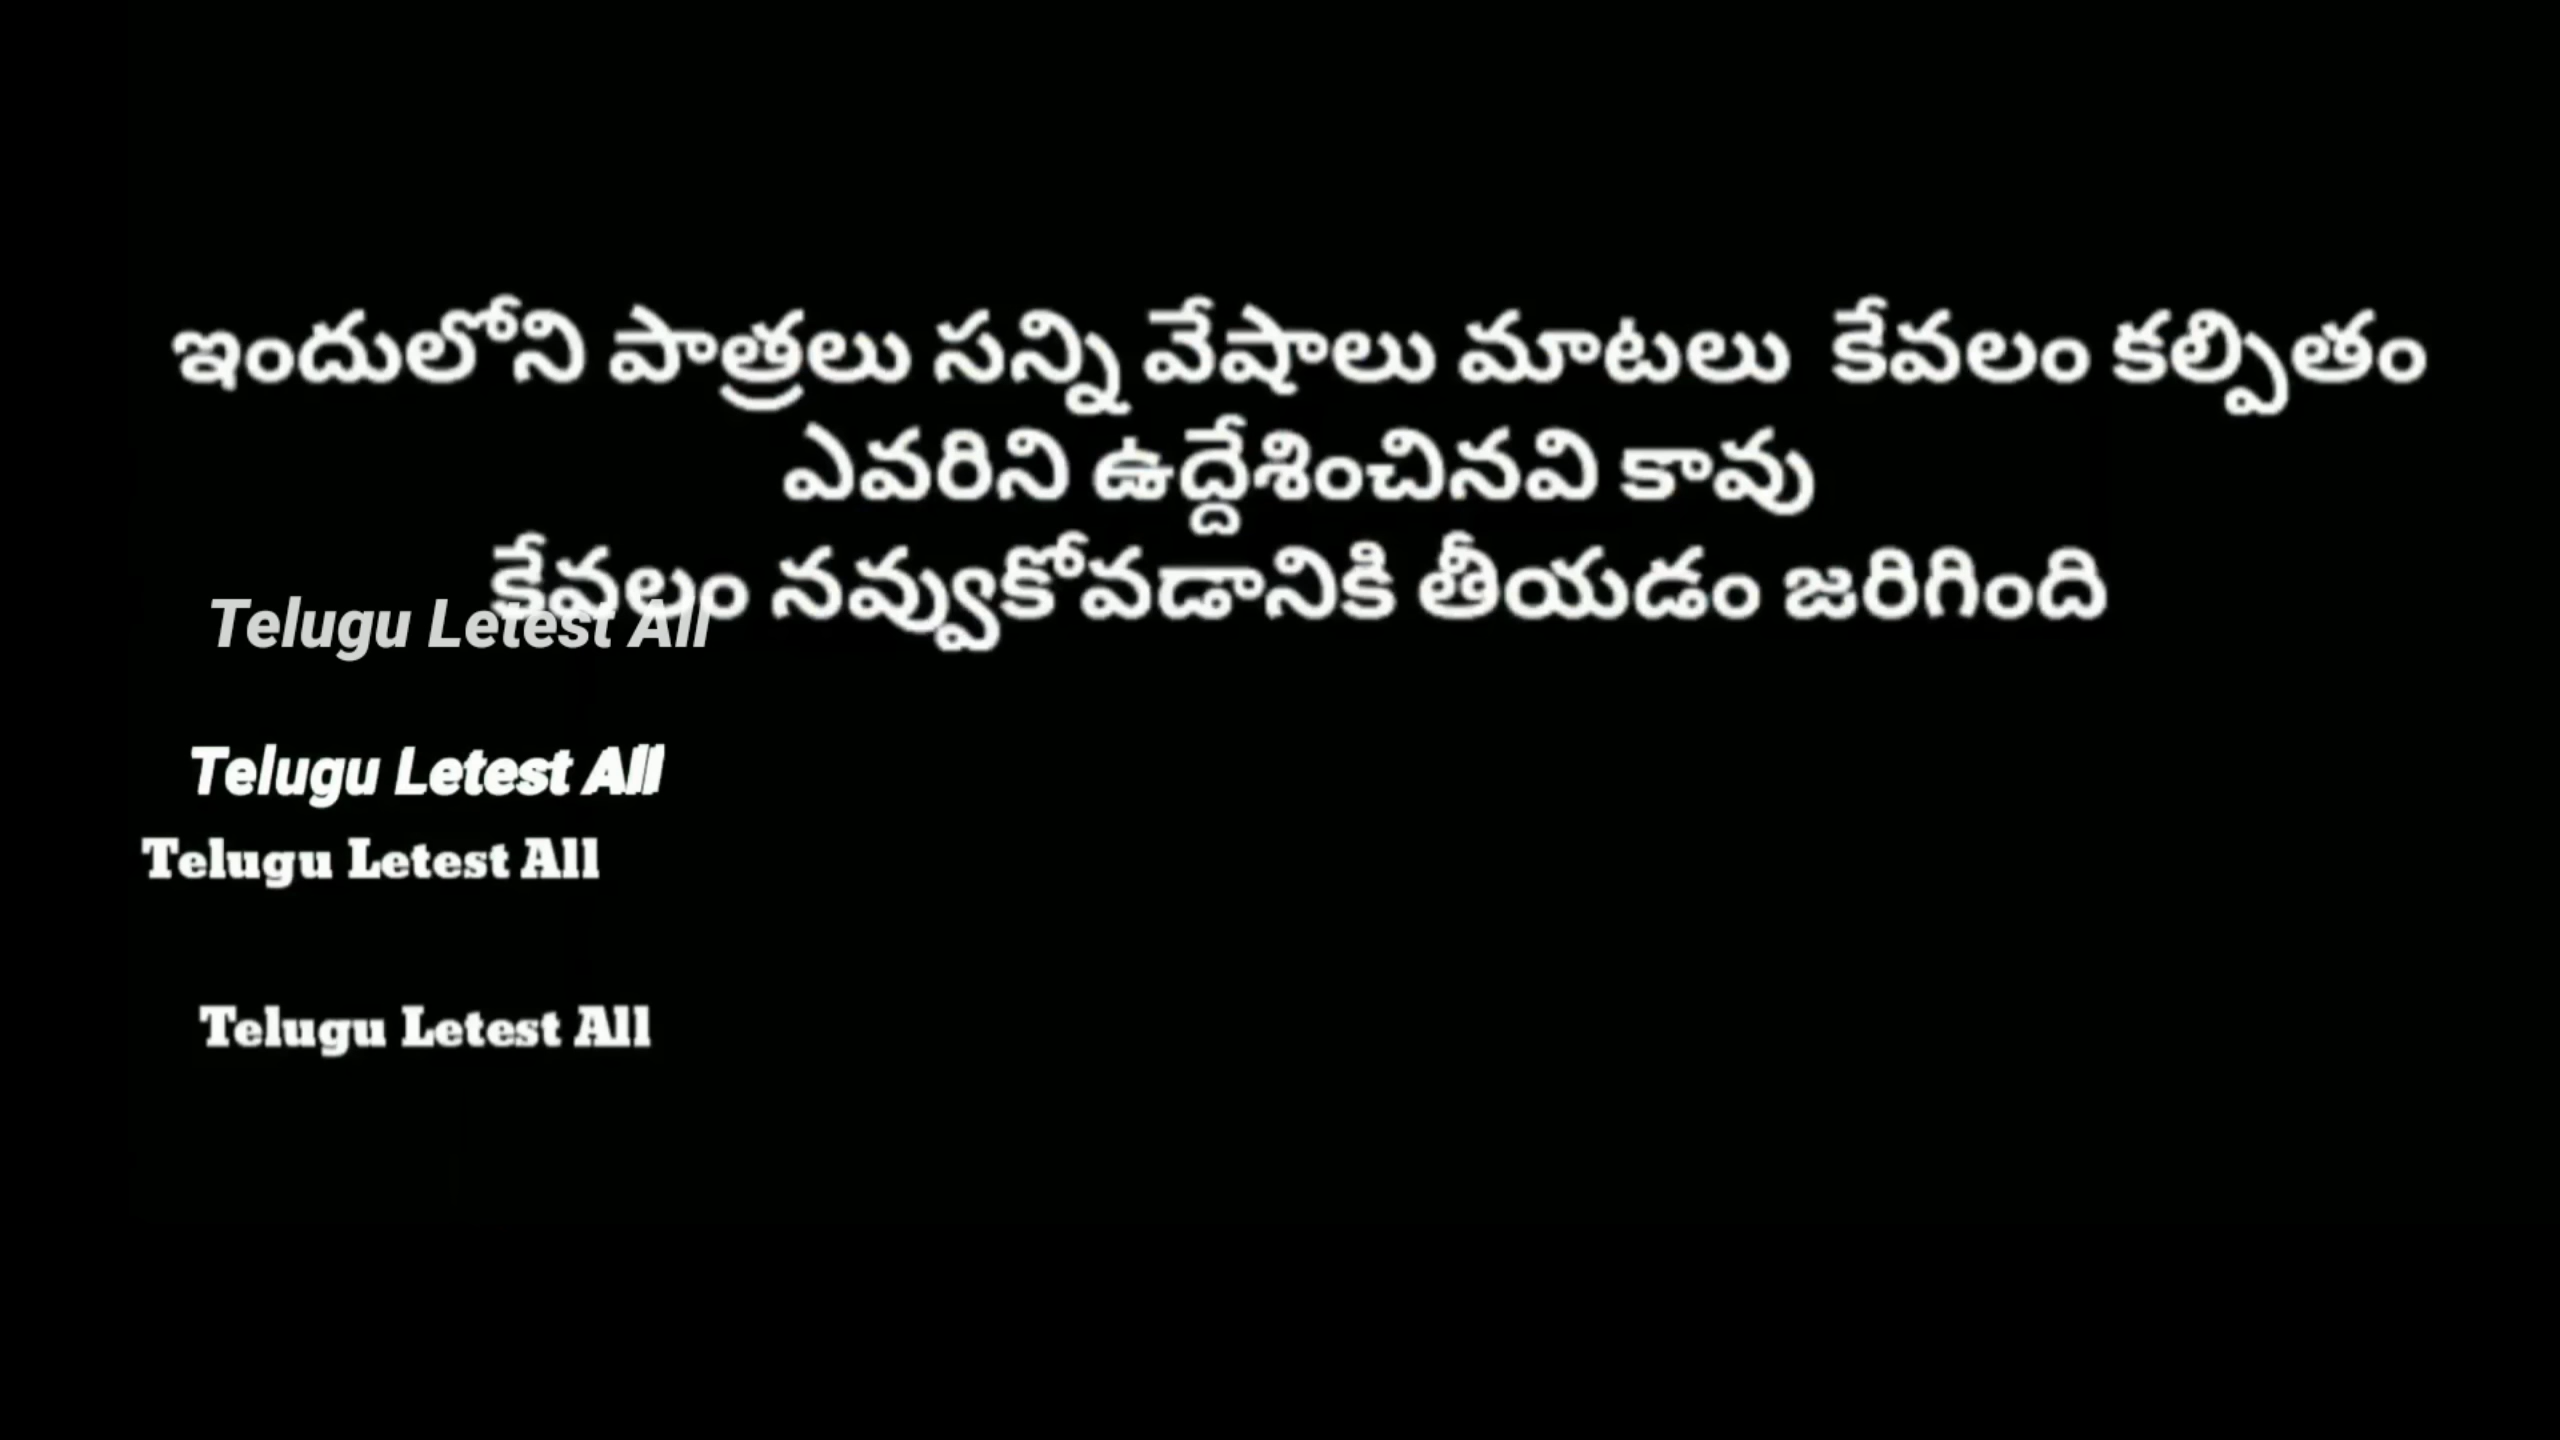 ఇందులోని పాత్రలు సన్ని వేషాలు మాటలు  కేవలం కల్పితం
ఎవరిని ఉద్దేశించినవి కావు
కేవలం నవ్వుకోవడానికి తీయడం జరిగింది
Telugu Letest All
Telugu Letest All
Telugu Letest All
Telugu Letest All